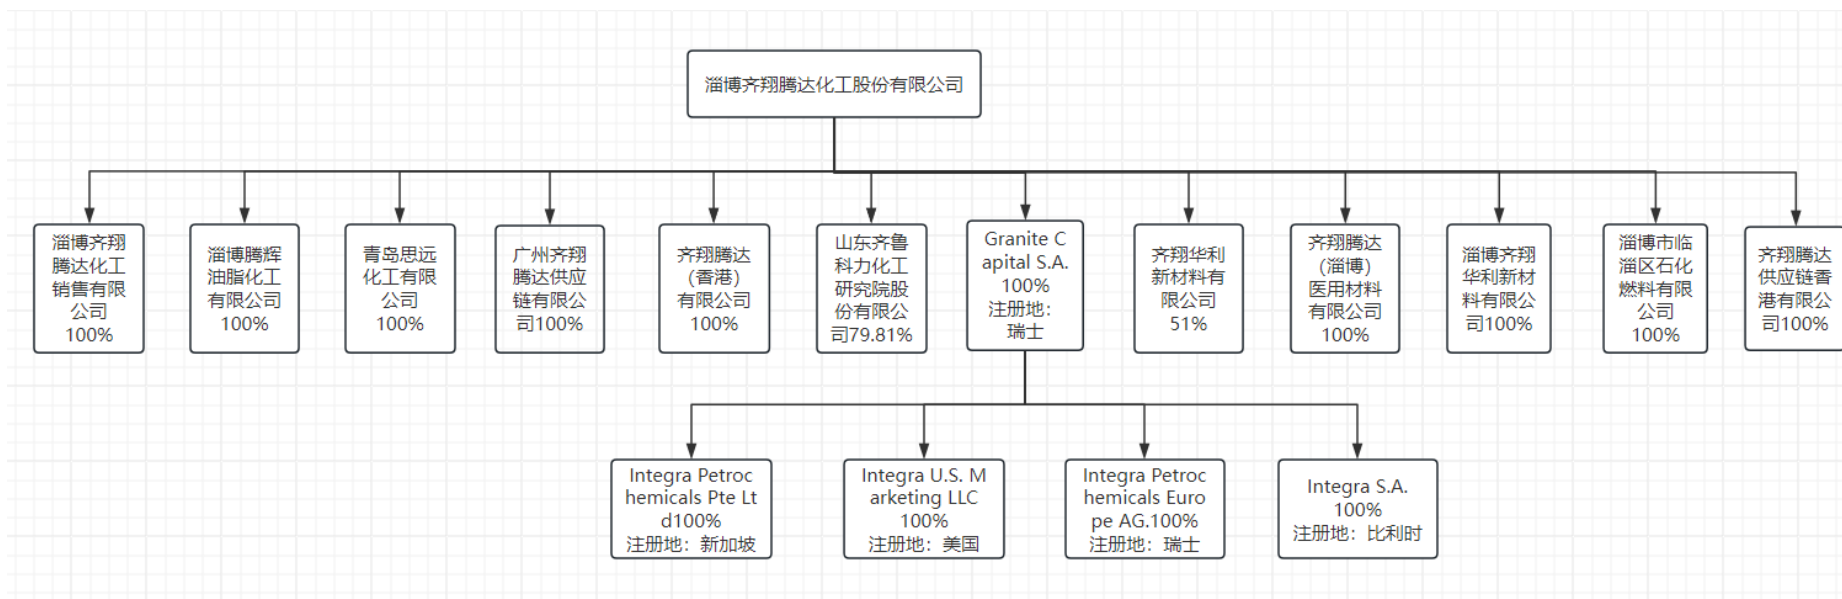 淄博齐翔腾达化工股份有限公司
淄博齐翔
腾达化工
销售有限
公司
100%
淄博腾辉
油脂化工
有限公司
100%
青岛思远
化工有限
公司
100%
广州齐翔
腾达供应
链有限公
司100%
齐翔腾达
(香港)
有限公司
100%
山东齐鲁
科力化工
研究院股
份有限公
司79.81%
Granite C
apital S.A.
100%
注册地：
瑞士
齐翔华利
新材料有
限公司
51%
齐翔腾达
(淄博)
医用材料
有限公司
100%
淄博齐翔
华利新材
料有限公
司100%
淄博市临
淄区石化
燃料有限
公司
100%
齐翔腾达
供应链香
港有限公
司100%
Integra Petroc
hemicals Pte Lt
d100%
注册地：新加坡
Integra U.S. M
arketing LLC
100%
注册地：美国
Integra Petroc
hemicals Euro
pe AG.100%
注册地：瑞士
Integra S.A.
100%
注册地：比利时